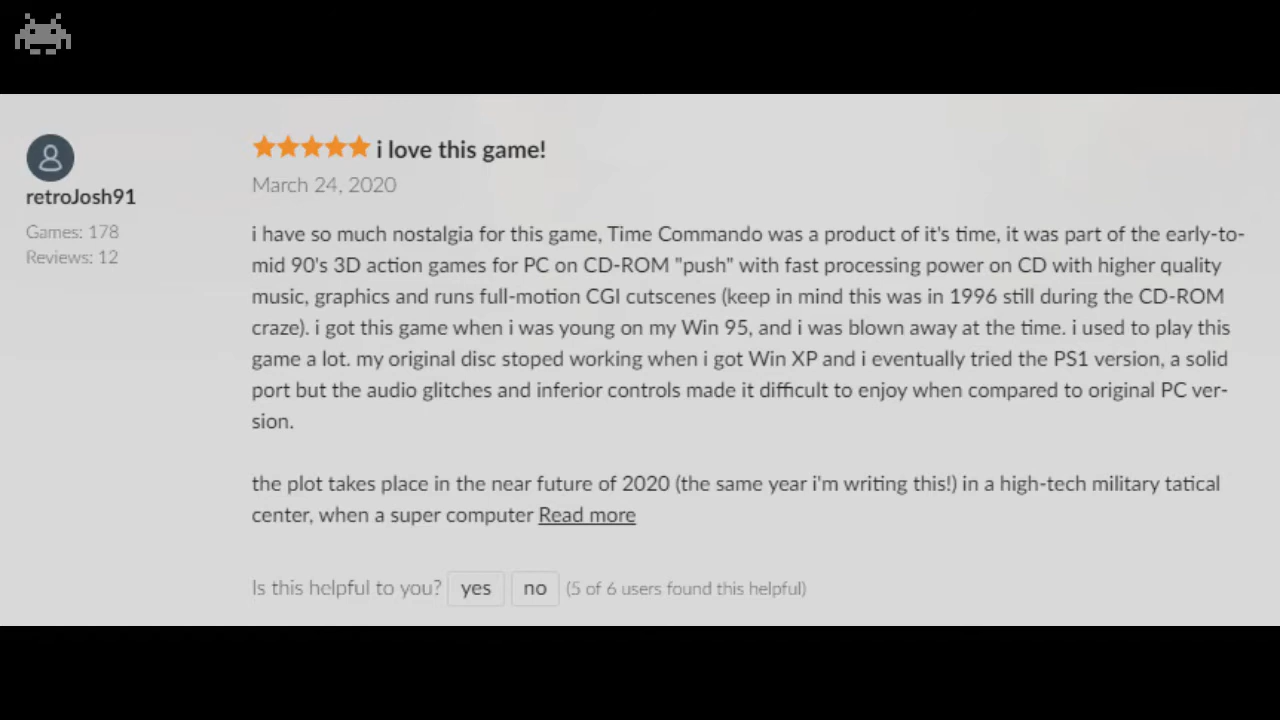 i love this game!
March 24, 2020
retroJosh91
Games: 178
Reviews: 12
i have so much nostalgia for this game, Time Commando was a product of it's time, it was part of the early-to-
mid 90's 3D action games for PC on CD-ROM "push" with fast processing power on CD with higher quality
music, graphics and runs full-motion CGI cutscenes (keep in mind this was in 1996 still during the CD-ROM
craze). i got this game when i was young on my Win 95, and i was blown away at the time. i used to play this
game a lot. my original disc stoped working when i got Win XP and i eventually tried the PS1 version, a solid
port but the audio glitches and inferior controls made it difficult to enjoy when compared to original PC ver-
sion.
the plot takes place in the near future of 2020 (the same year i'm writing this!) in a high-tech military tatical
center, when a super computer Read more
Is this helpful to you? yes no (5 of 6 users found this helpful)